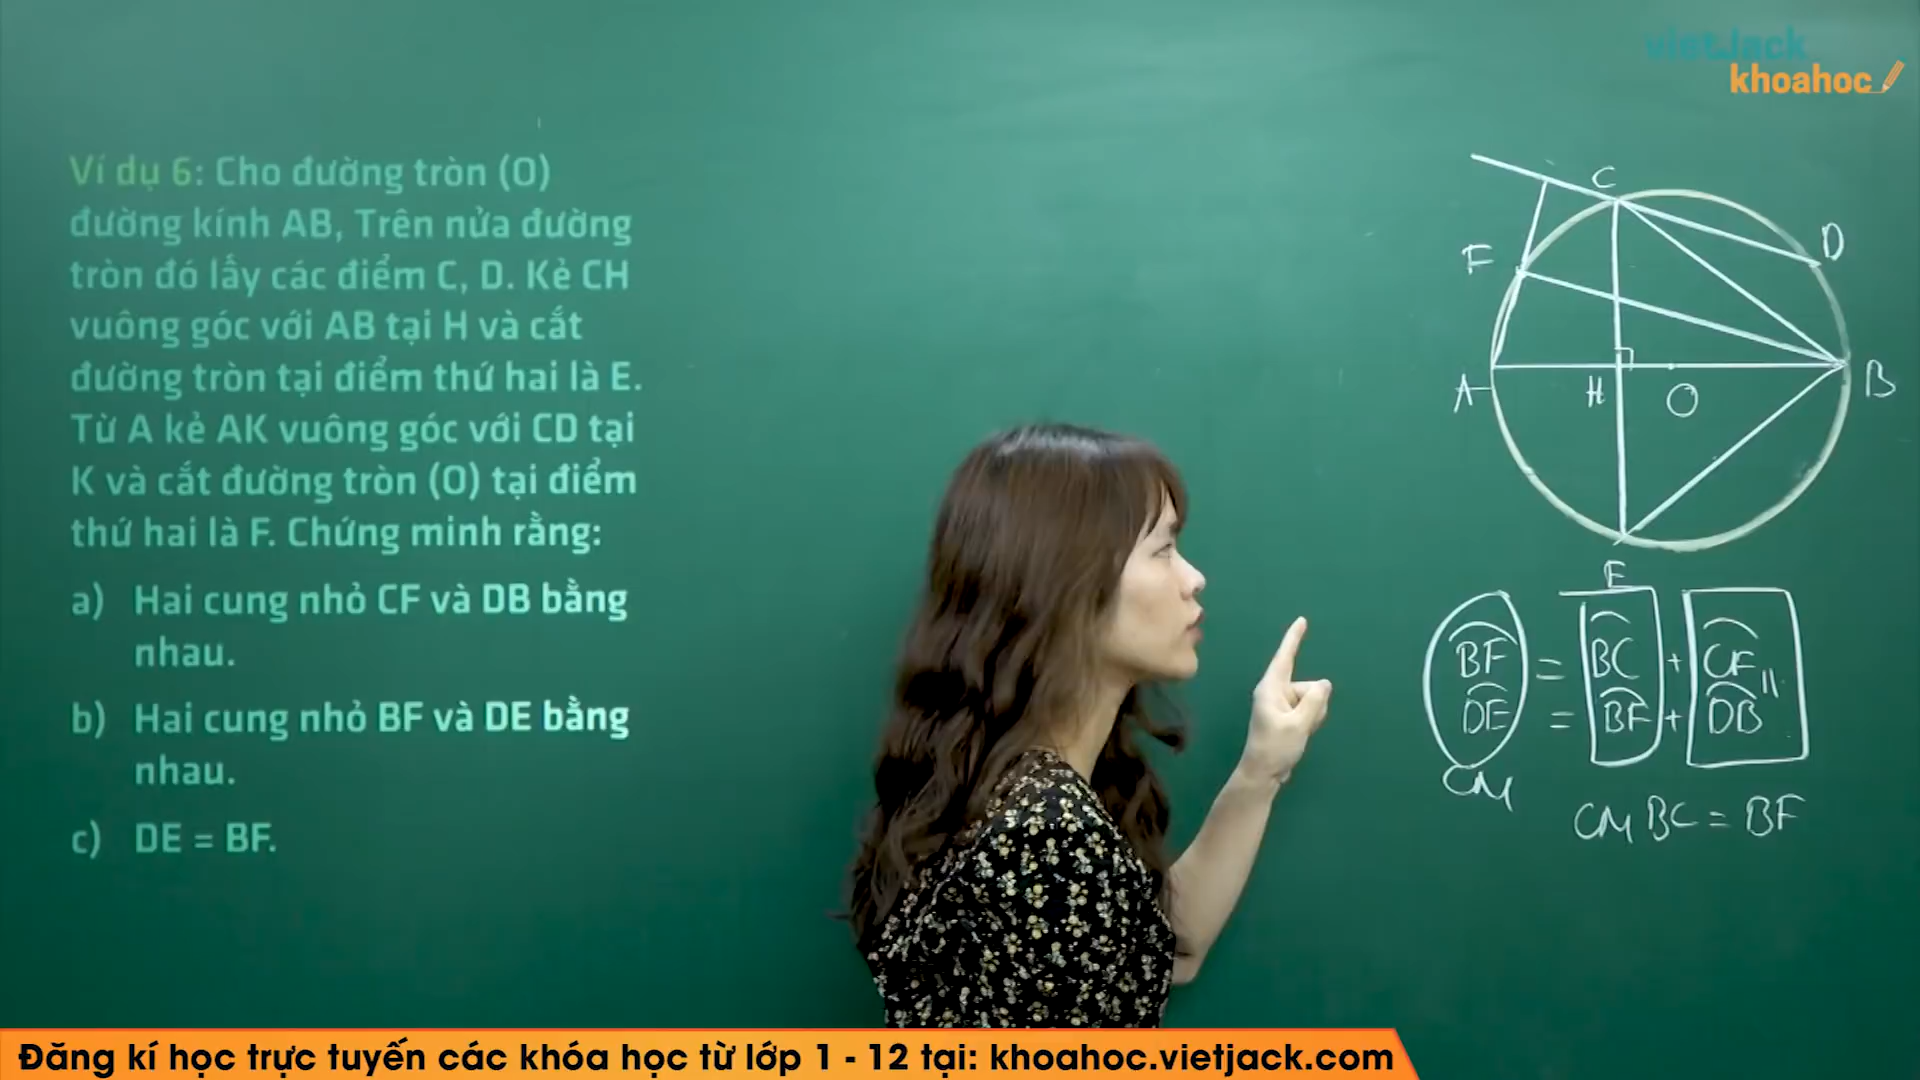 vietJack
khoahoc
Ví dụ 6: Cho đường tròn (O)
đường kính AB, Trên nửa đường
tròn đó lấy các điểm C, D. Kẻ CH
vuông góc với AB tại H và cắt
đường tròn tại điểm thứ hai là E.
Từ A kẻ AK vuông góc với CD tại
K và cắt đường tròn (O) tại điểm
thứ hai là F. Chứng minh rằng:
a) Hai cung nhỏ CF và DB bằng
nhau.
b) Hai cung nhỏ BF và DE bằng
nhau.
c) DE = BF.
C
D
F
A
H
O
B
E
BF = BC + CF
DE = BF + DB
CM
CM BC = BF
Đăng kí học trực tuyến các khóa học từ lớp 1 - 12 tại: khoahoc.vietjack.com